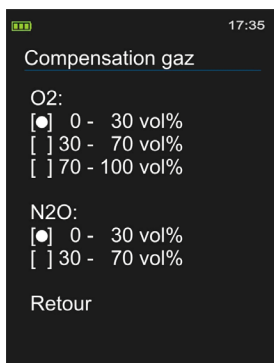 17:35
Compensation gaz
O2:
[●] 0 - 30 vol%
[ ] 30 - 70 vol%
[ ] 70 - 100 vol%
N2O:
[●] 0 - 30 vol%
[ ] 30 - 70 vol%
Retour